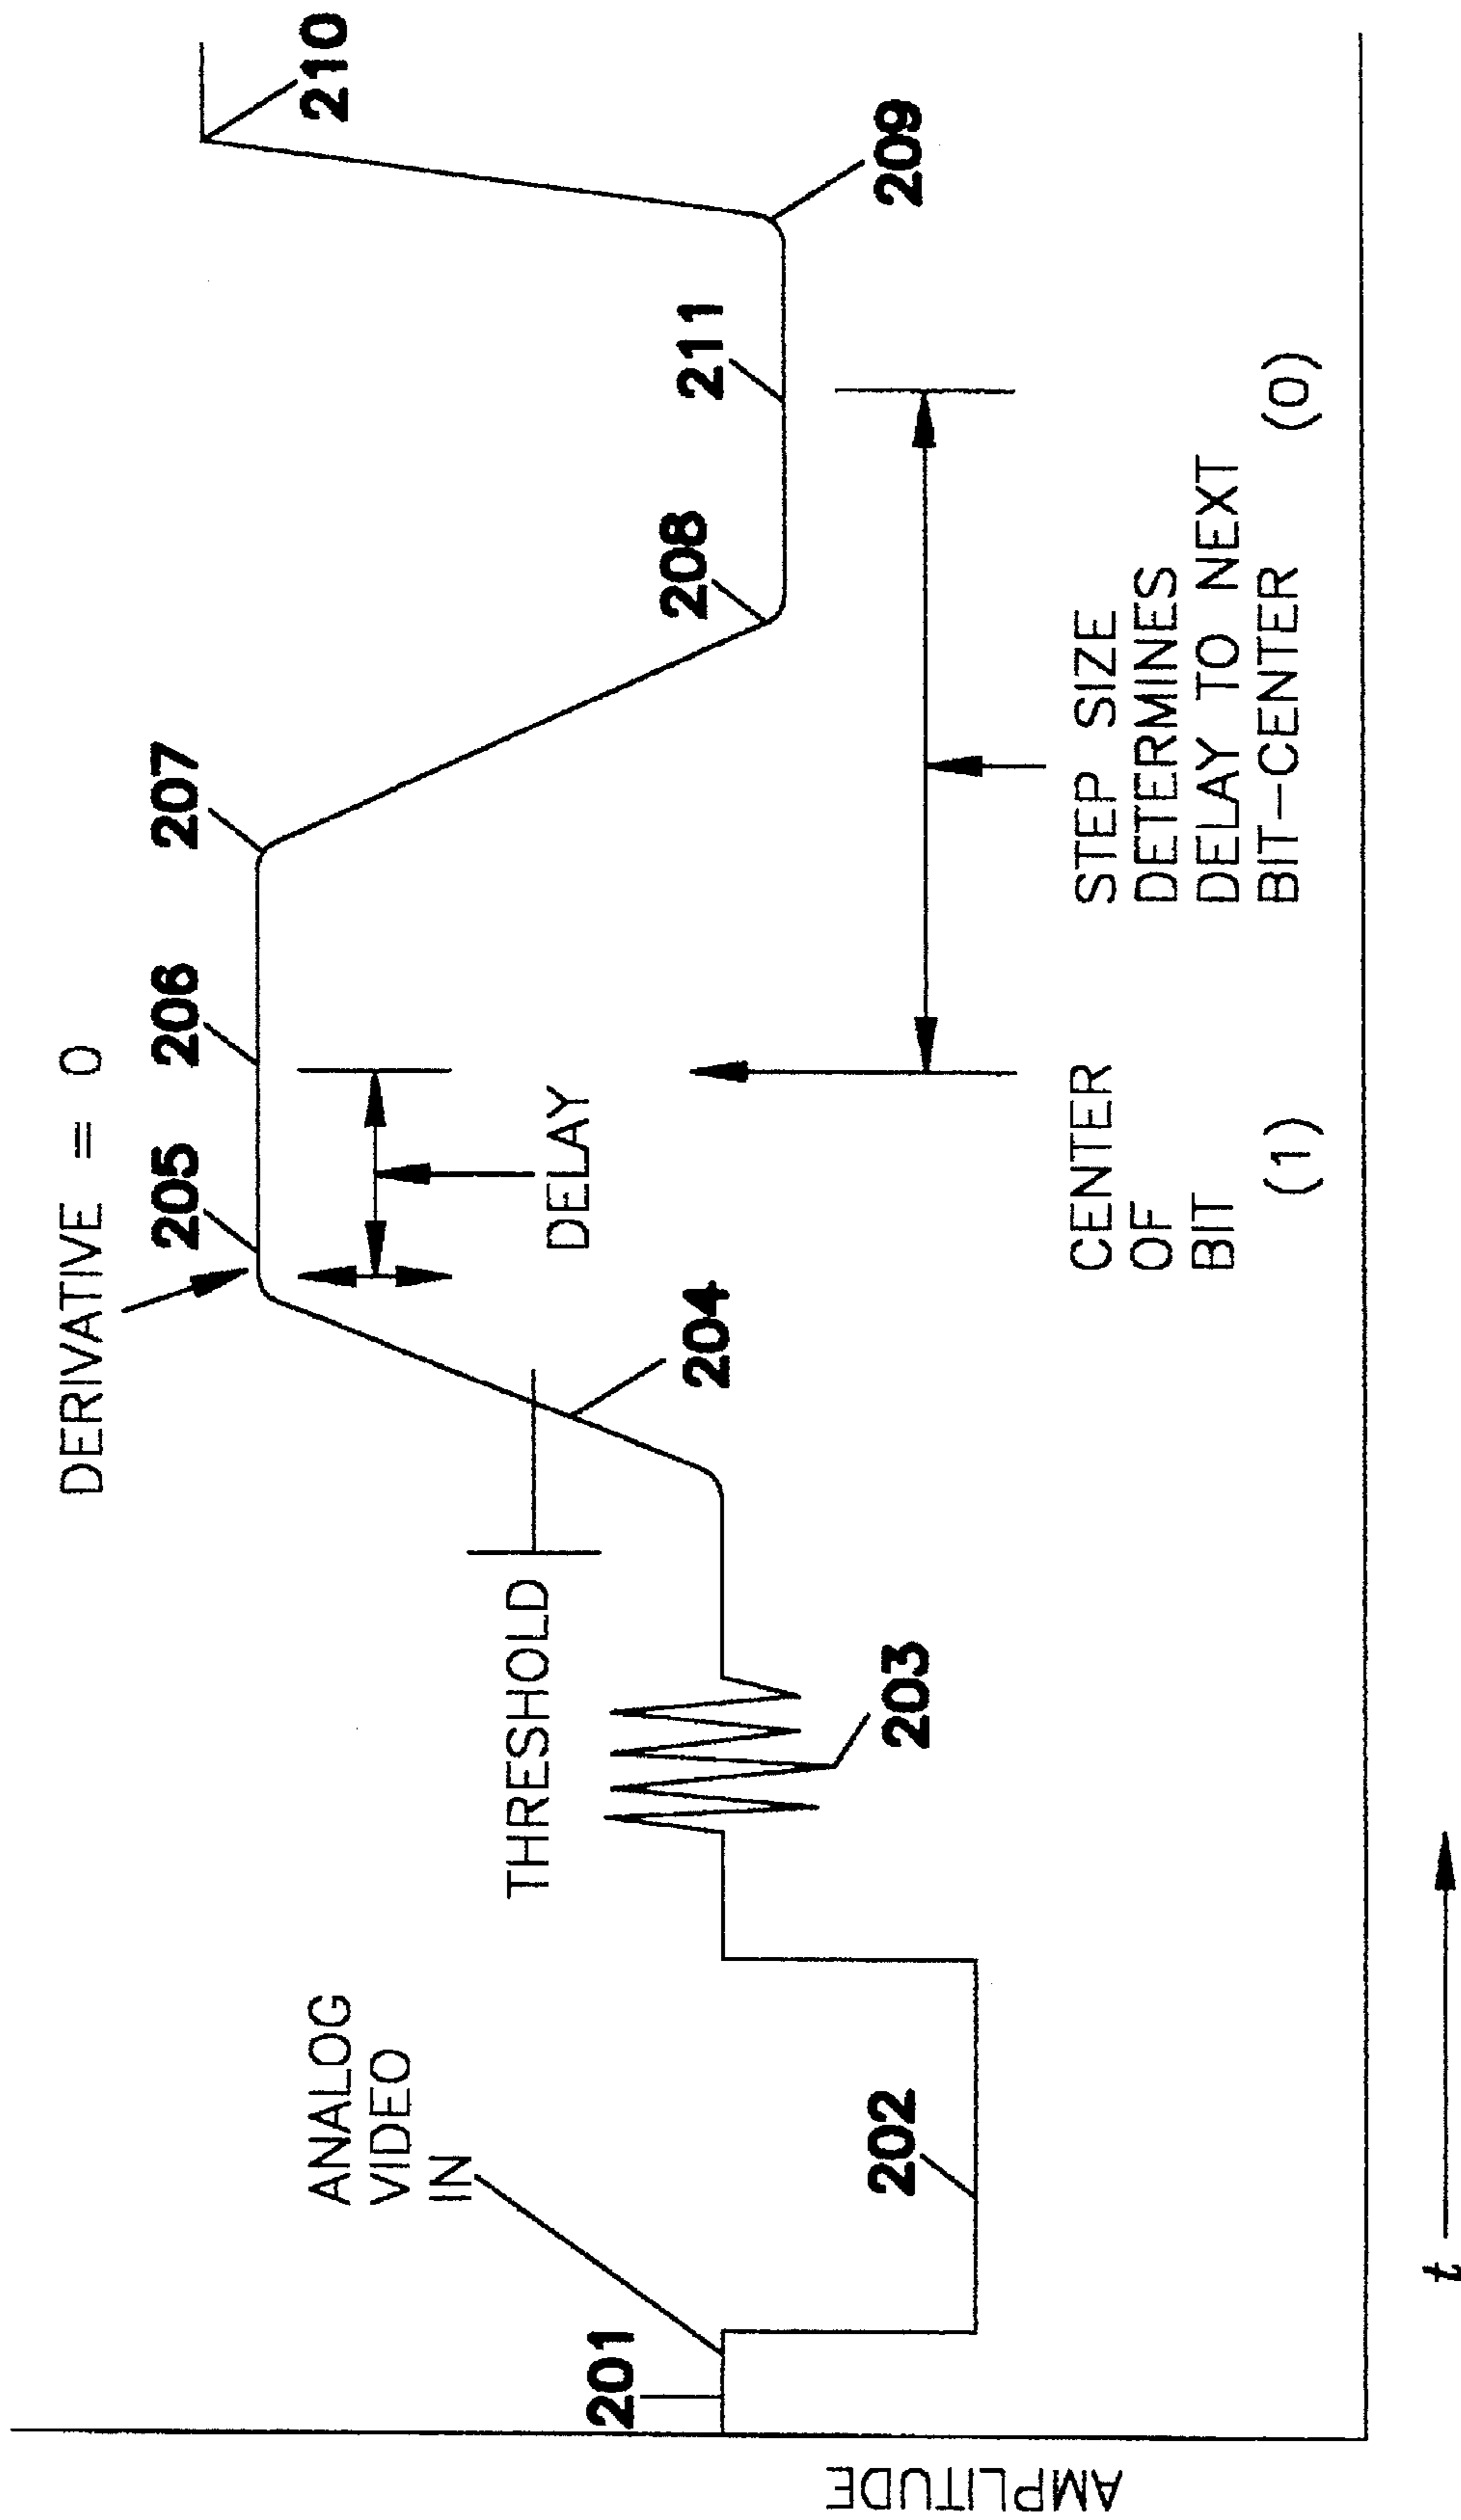 DERIVATIVE = 0
205
206
207
210
ANALOG
VIDEO
IN
201
THRESHOLD
DELAY
204
208
211
209
202
203
CENTER
OF
BIT
(1)
STEP SIZE
DETERMINES
DELAY TO NEXT
BIT-CENTER
(0)
AMPLITUDE
t